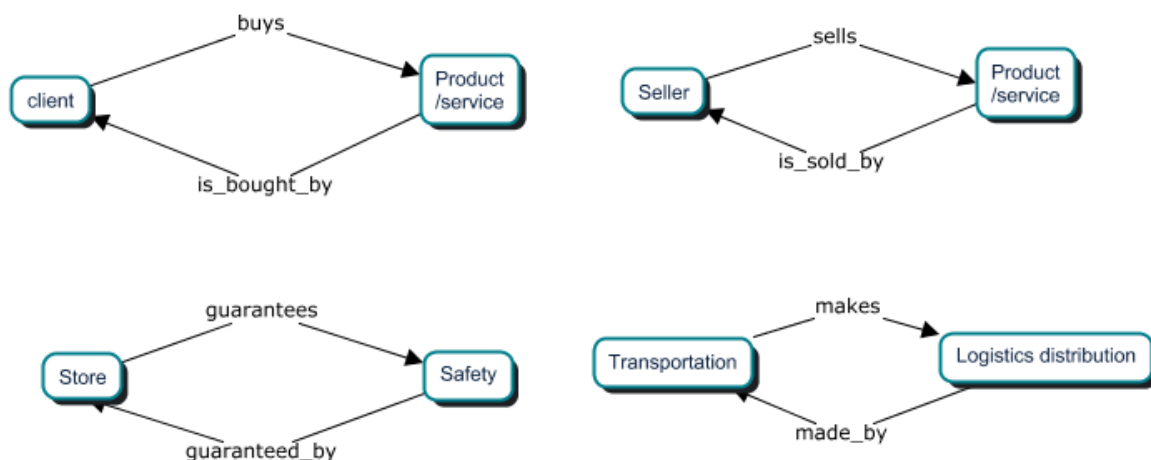 buys
client
Product
/service
is_bought_by
sells
Seller
Product
/service
is_sold_by
guarantees
Store
Safety
guaranteed_by
makes
Transportation
Logistics distribution
made_by